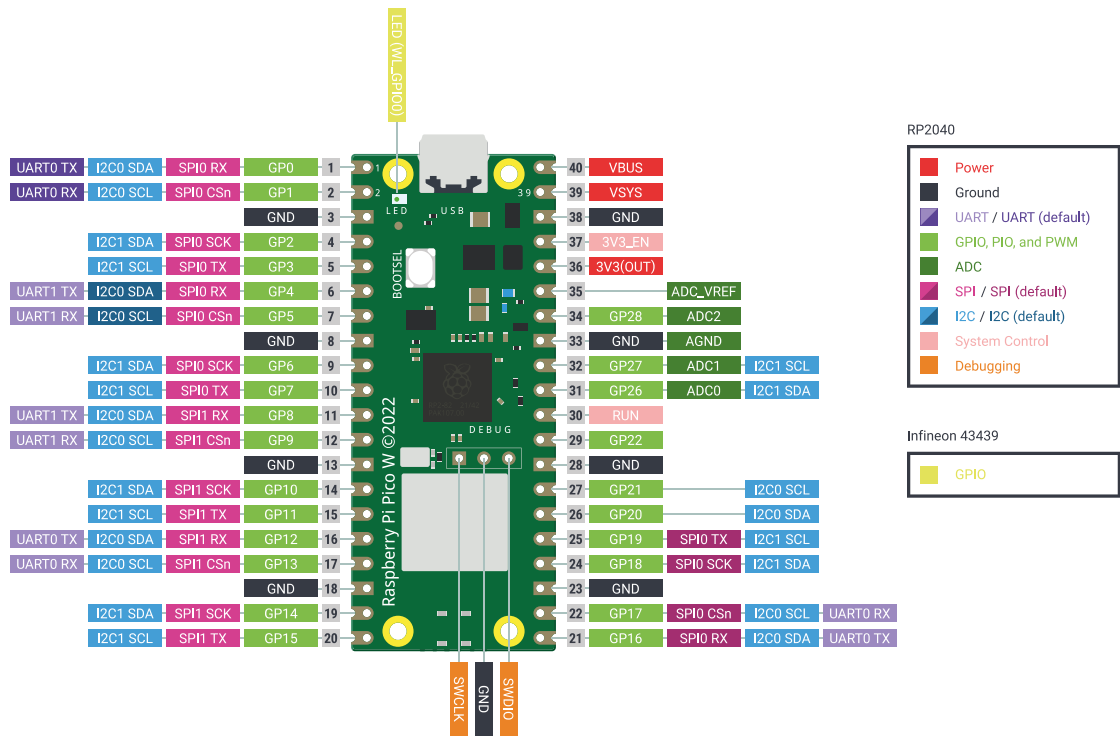 LED (WL_GPIO0)
UART0 TX I2C0 SDA SPI0 RX GP0 1
UART0 RX I2C0 SCL SPI0 CSn GP1 2
GND 3
I2C1 SDA SPI0 SCK GP2 4
I2C1 SCL SPI0 TX GP3 5
UART1 TX I2C0 SDA SPI0 RX GP4 6
UART1 RX I2C0 SCL SPI0 CSn GP5 7
GND 8
I2C1 SDA SPI0 SCK GP6 9
I2C1 SCL SPI0 TX GP7 10
UART1 TX I2C0 SDA SPI1 RX GP8 11
UART1 RX I2C0 SCL SPI1 CSn GP9 12
GND 13
I2C1 SDA SPI1 SCK GP10 14
I2C1 SCL SPI1 TX GP11 15
UART0 TX I2C0 SDA SPI1 RX GP12 16
UART0 RX I2C0 SCL SPI1 CSn GP13 17
GND 18
I2C1 SDA SPI1 SCK GP14 19
I2C1 SCL SPI1 TX GP15 20
1
2
39
LED
USB
BOOTSEL
DEBUG
Raspberry Pi Pico W ©2022
SWCLK
GND
SWDIO
40 VBUS
39 VSYS
38 GND
37 3V3_EN
36 3V3(OUT)
35 ADC_VREF
34 GP28 ADC2
33 GND AGND
32 GP27 ADC1 I2C1 SCL
31 GP26 ADC0 I2C1 SDA
30 RUN
29 GP22
28 GND
27 GP21 I2C0 SCL
26 GP20 I2C0 SDA
25 GP19 SPI0 TX I2C1 SCL
24 GP18 SPI0 SCK I2C1 SDA
23 GND
22 GP17 SPI0 CSn I2C0 SCL UART0 RX
21 GP16 SPI0 RX I2C0 SDA UART0 TX
RP2040
Power
Ground
UART / UART (default)
GPIO, PIO, and PWM
ADC
SPI / SPI (default)
I2C / I2C (default)
System Control
Debugging
Infineon 43439
GPIO